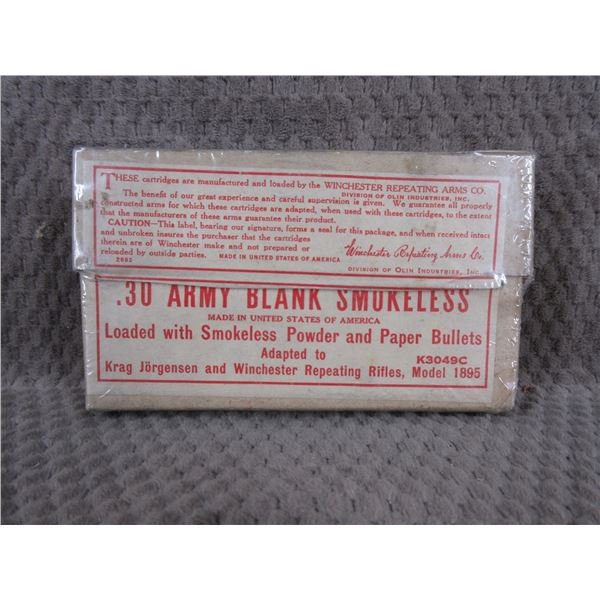 THESE cartridges are manufactured and loaded by the WINCHESTER REPEATING ARMS CO.
DIVISION OF OLIN INDUSTRIES, INC.
The benefit of our great experience and careful supervision is given. We guarantee all properly
constructed arms for which these cartridges are adapted, when used with these cartridges, to the extent
that the manufacturers of these arms guarantee their product.
CAUTION—This label, bearing our signature, forms a seal for this package, and when received intact
and unbroken insures the purchaser that the cartridges
therein are of Winchester make and not prepared or
reloaded by outside parties. MADE IN UNITED STATES OF AMERICA
Winchester Repeating Arms Co.
2682
DIVISION OF OLIN INDUSTRIES, INC.
.30 ARMY BLANK SMOKELESS
MADE IN UNITED STATES OF AMERICA
Loaded with Smokeless Powder and Paper Bullets
Adapted to K3049C
Krag Jörgensen and Winchester Repeating Rifles, Model 1895